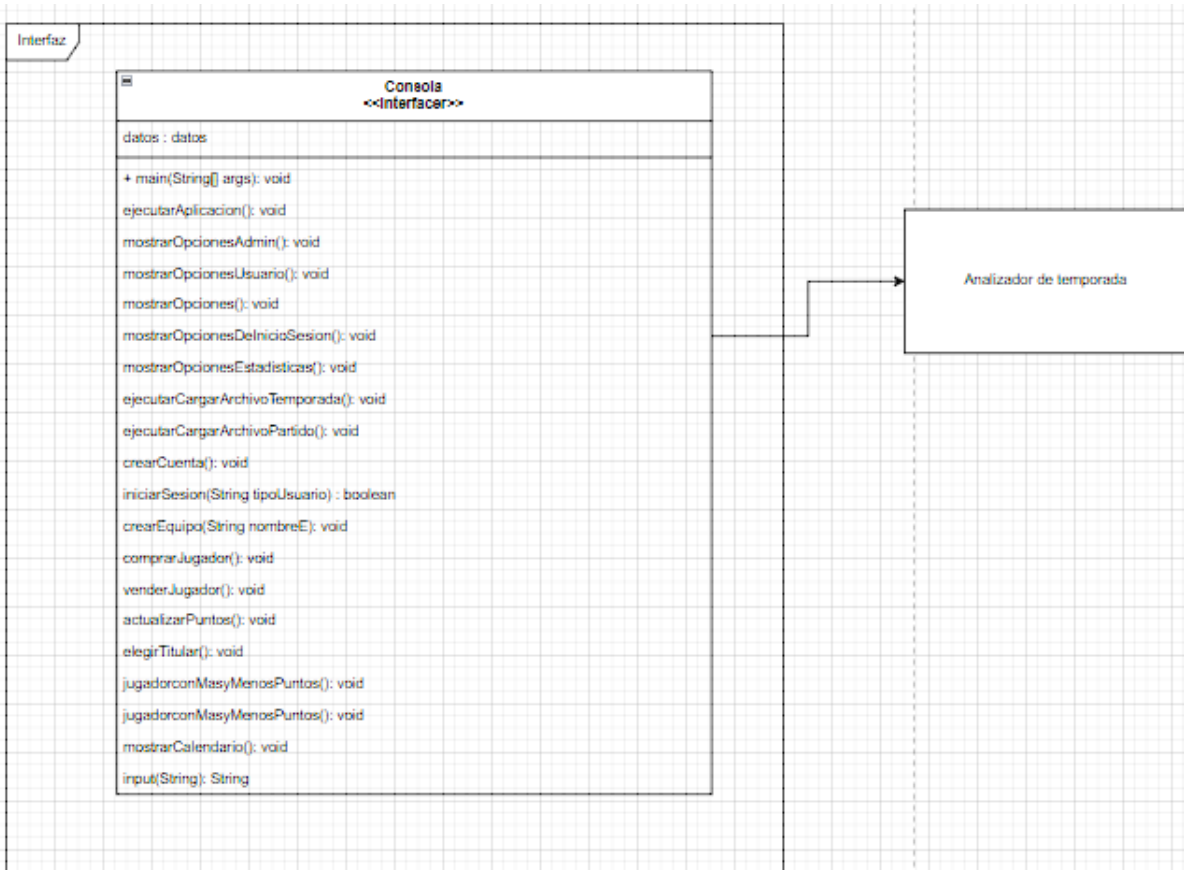 Interfaz
Consola
<<Interfacer>>
datos : datos
+ main(String[] args): void
ejecutarAplicacion(): void
mostrarOpcionesAdmin(): void
mostrarOpcionesUsuario(): void
mostrarOpciones(): void
mostrarOpcionesDeInicioSesion(): void
mostrarOpcionesEstadisticas(): void
ejecutarCargarArchivoTemporada(): void
ejecutarCargarArchivoPartido(): void
crearCuenta(): void
iniciarSesion(String tipoUsuario) : boolean
crearEquipo(String nombreE): void
comprarJugador(): void
venderJugador(): void
actualizarPuntos(): void
elegirTitular(): void
jugadorconMasyMenosPuntos(): void
jugadorconMasyMenosPuntos(): void
mostrarCalendario(): void
input(String): String
Analizador de temporada